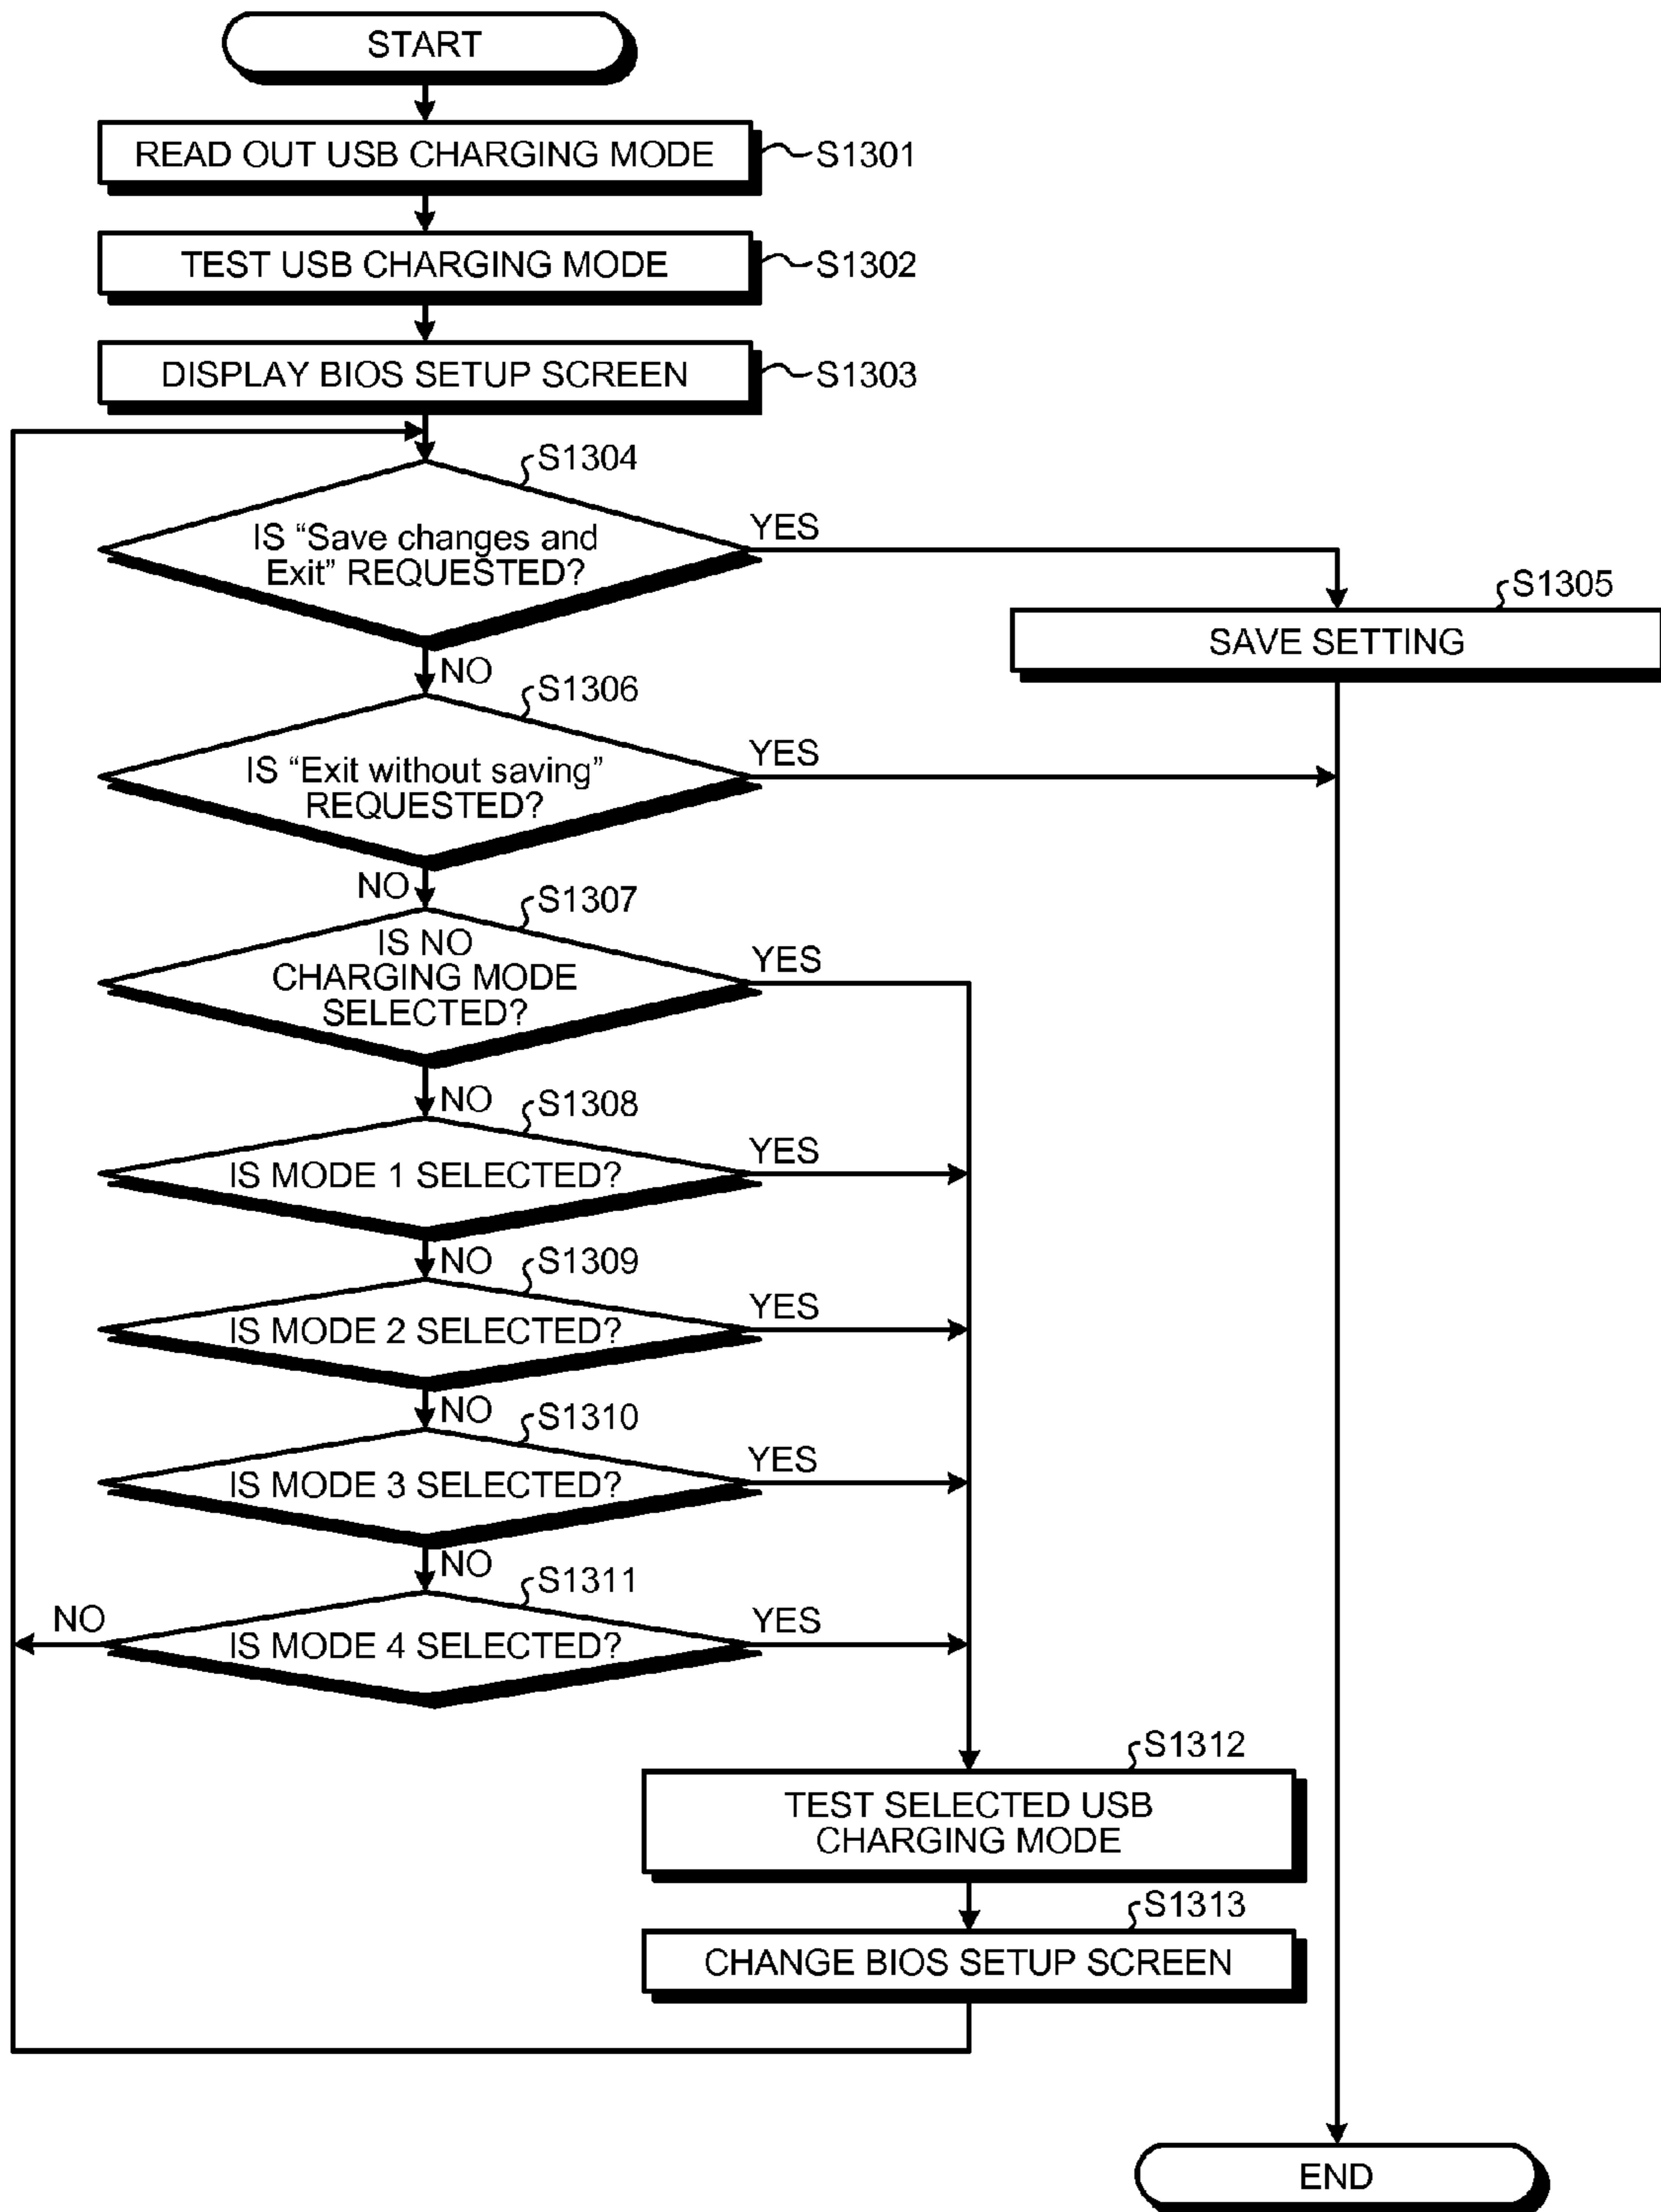 START
READ OUT USB CHARGING MODE
S1301
TEST USB CHARGING MODE
S1302
DISPLAY BIOS SETUP SCREEN
S1303
S1304
IS “Save changes and
Exit” REQUESTED?
YES
NO
S1305
SAVE SETTING
S1306
IS “Exit without saving”
REQUESTED?
YES
NO
S1307
IS NO
CHARGING MODE
SELECTED?
YES
NO
S1308
IS MODE 1 SELECTED?
YES
NO
S1309
IS MODE 2 SELECTED?
YES
NO
S1310
IS MODE 3 SELECTED?
YES
NO
S1311
IS MODE 4 SELECTED?
YES
NO
S1312
TEST SELECTED USB
CHARGING MODE
S1313
CHANGE BIOS SETUP SCREEN
END